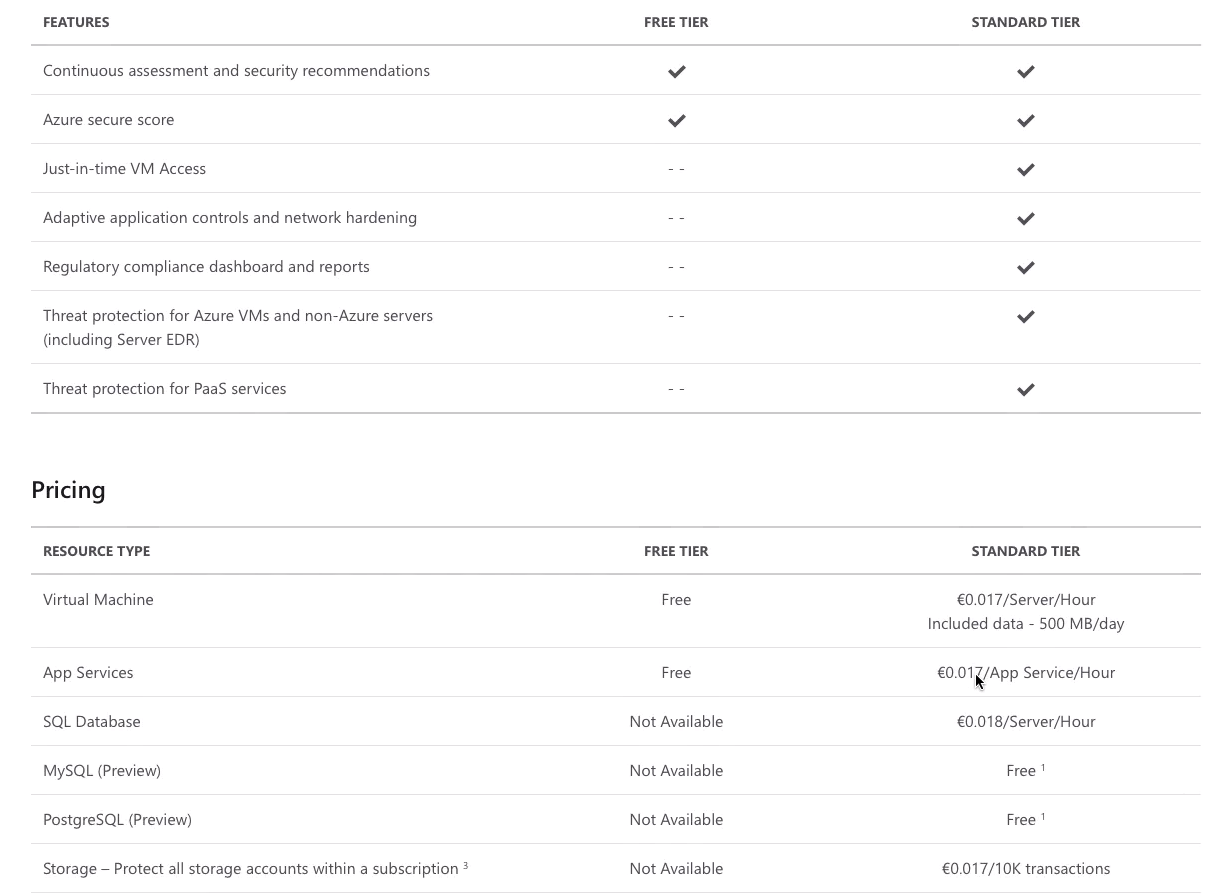 FEATURES FREE TIER STANDARD TIER
Continuous assessment and security recommendations ✔ ✔
Azure secure score ✔ ✔
Just-in-time VM Access - - ✔
Adaptive application controls and network hardening - - ✔
Regulatory compliance dashboard and reports - - ✔
Threat protection for Azure VMs and non-Azure servers - - ✔
(including Server EDR)
Threat protection for PaaS services - - ✔
Pricing
RESOURCE TYPE FREE TIER STANDARD TIER
Virtual Machine Free €0.017/Server/Hour
Included data - 500 MB/day
App Services Free €0.017/App Service/Hour
SQL Database Not Available €0.018/Server/Hour
MySQL (Preview) Not Available Free ¹
PostgreSQL (Preview) Not Available Free ¹
Storage – Protect all storage accounts within a subscription ³ Not Available €0.017/10K transactions